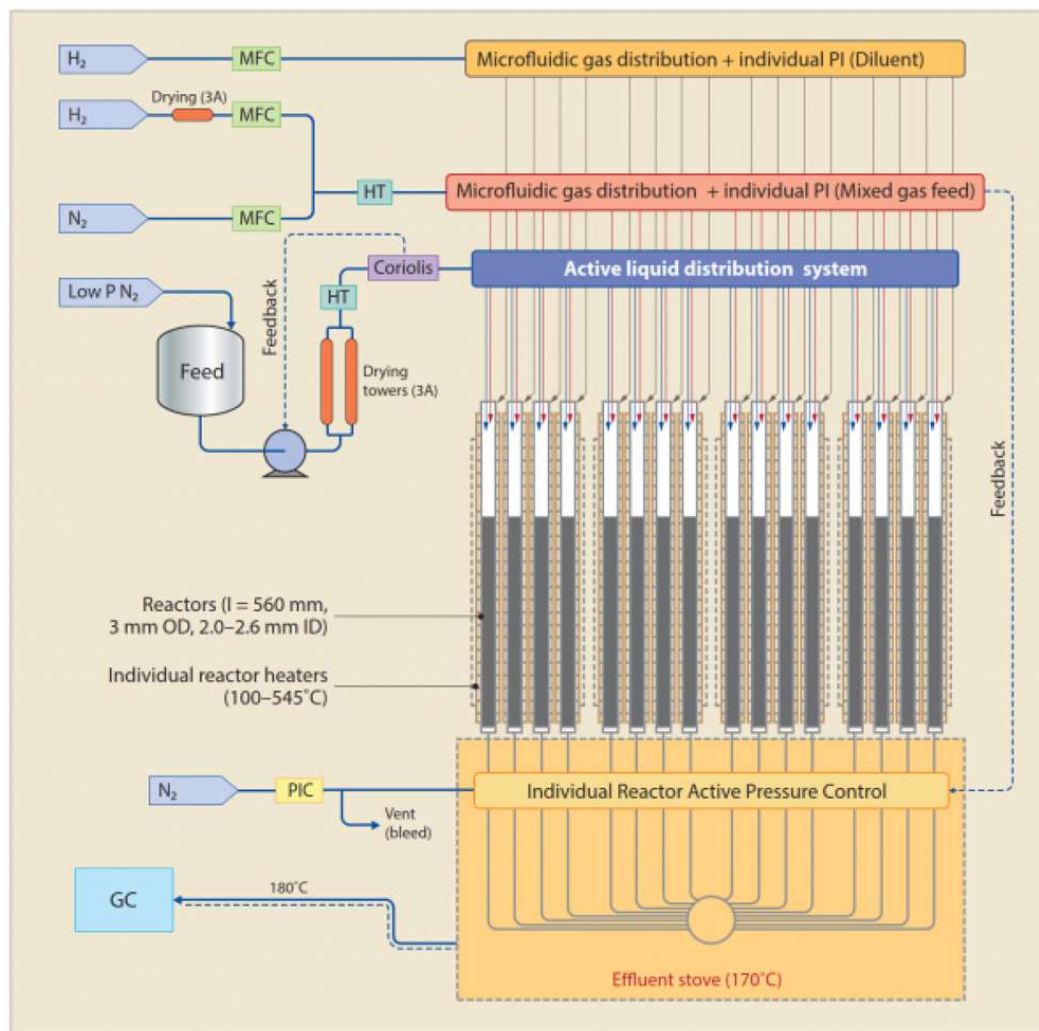 H₂
MFC
Microfluidic gas distribution + individual PI (Diluent)
Drying (3A)
H₂
MFC
HT
Microfluidic gas distribution + individual PI (Mixed gas feed)
N₂
MFC
Coriolis
Active liquid distribution system
Low P N₂
HT
Feedback
Feed
Drying
towers (3A)
Feedback
Reactors (l = 560 mm,
3 mm OD, 2.0–2.6 mm ID)
Individual reactor heaters
(100–545˚C)
N₂
PIC
Individual Reactor Active Pressure Control
Vent
(bleed)
GC
180˚C
Effluent stove (170˚C)